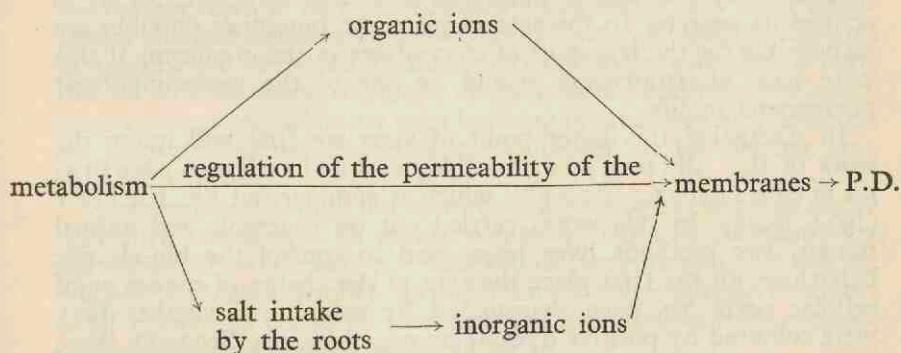 organic ions
regulation of the permeability of the
metabolism → membranes → P.D.
salt intake
by the roots → inorganic ions